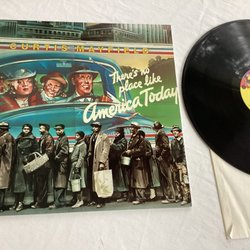 CURTIS MAYFIELD
There's no
place like
America Today